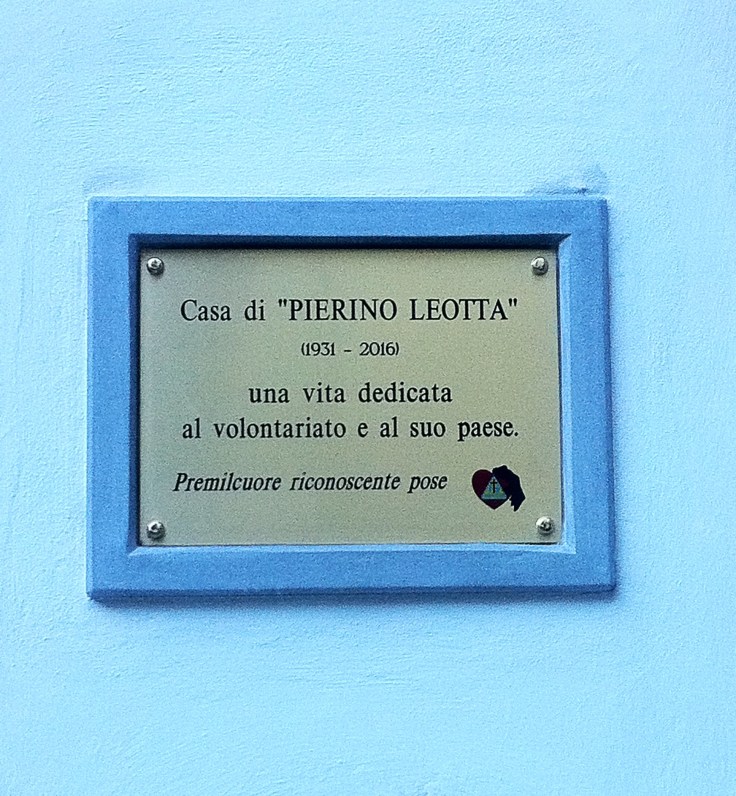 Casa di "PIERINO LEOTTA"
(1931 - 2016)
una vita dedicata
al volontariato e al suo paese.
Premilcuore riconoscente pose